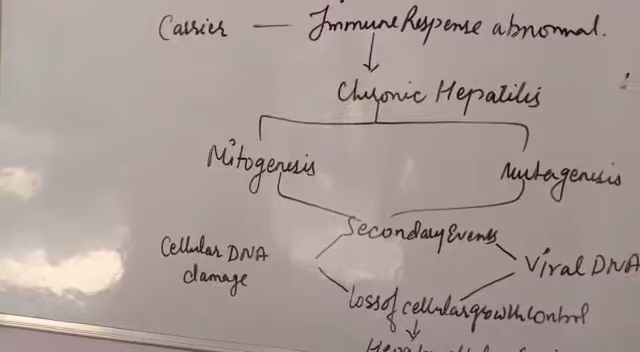 Carrier — Immune Response abnormal.
Chronic Hepatitis
Mitogenesis
Mutagenesis
Secondary Events
Cellular DNA
damage
Viral DNA
loss of cellular growth control